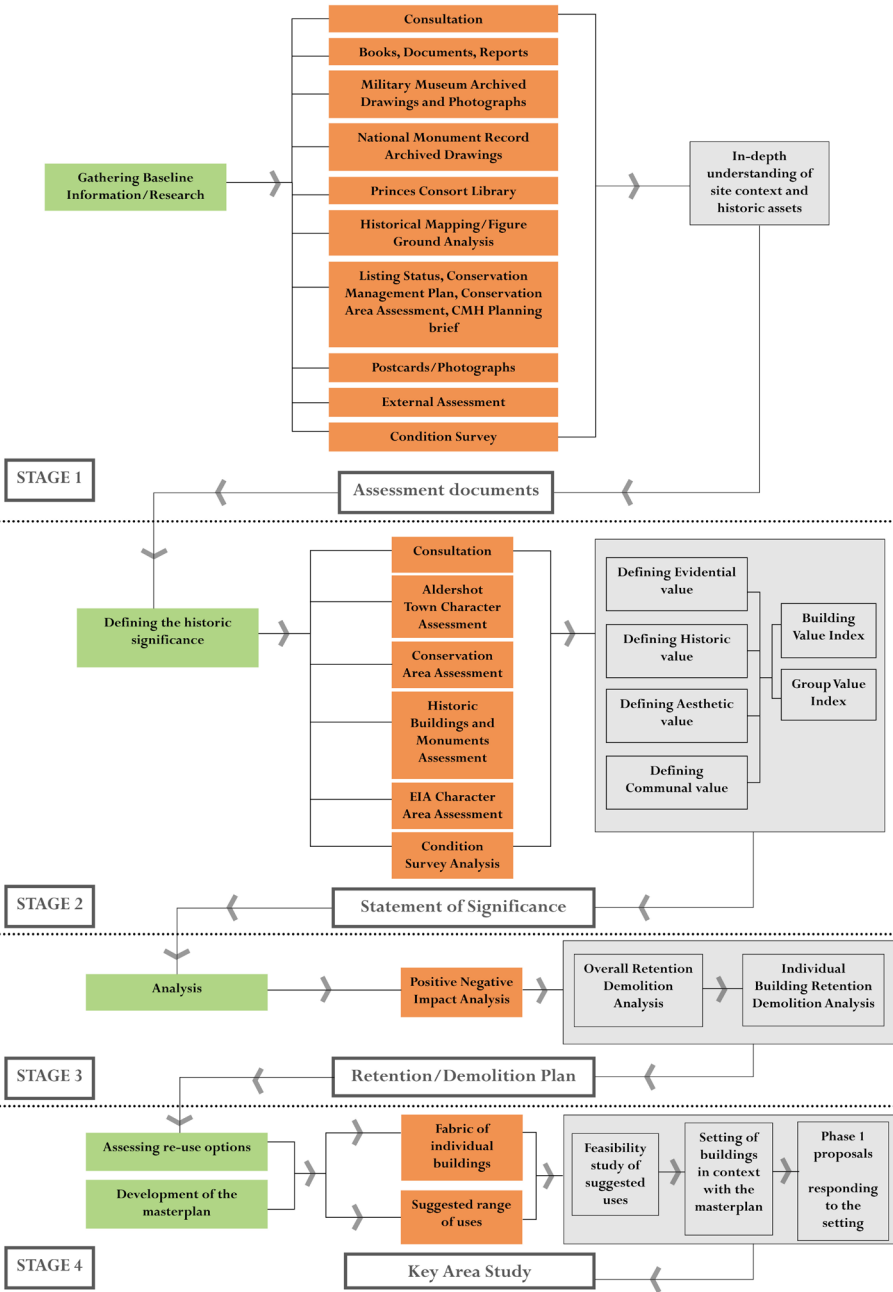 Consultation
Books, Documents, Reports
Military Museum Archived
Drawings and Photographs
National Monument Record
Archived Drawings
Gathering Baseline
Information/Research
Princes Consort Library
Historical Mapping/Figure
Ground Analysis
Listing Status, Conservation
Management Plan, Conservation
Area Assessment, CMH Planning
brief
Postcards/Photographs
External Assessment
Condition Survey
In-depth
understanding of
site context and
historic assets
STAGE 1
Assessment documents
Defining the historic
significance
Consultation
Aldershot
Town Character
Assessment
Conservation
Area Assessment
Historic
Buildings and
Monuments
Assessment
EIA Character
Area Assessment
Condition
Survey Analysis
Defining Evidential
value
Defining Historic
value
Defining Aesthetic
value
Defining
Communal value
Building
Value Index
Group Value
Index
STAGE 2
Statement of Significance
Analysis
Positive Negative
Impact Analysis
Overall Retention
Demolition
Analysis
Individual
Building Retention
Demolition Analysis
STAGE 3
Retention/Demolition Plan
Assessing re-use options
Development of the
masterplan
Fabric of
individual
buildings
Suggested range
of uses
Feasibility
study of
suggested
uses
Setting of
buildings
in context
with the
masterplan
Phase 1
proposals
responding
to the
setting
STAGE 4
Key Area Study